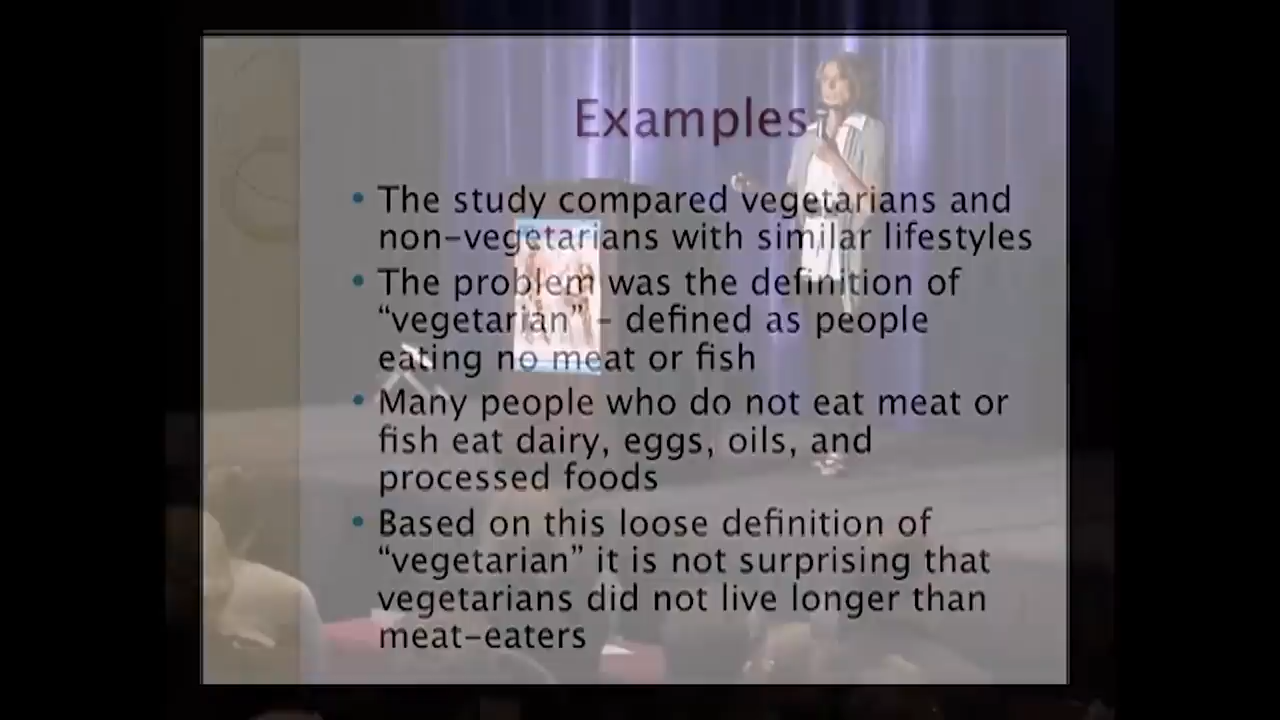 Examples
• The study compared vegetarians and
non-vegetarians with similar lifestyles
• The problem was the definition of
“vegetarian” – defined as people
eating no meat or fish
• Many people who do not eat meat or
fish eat dairy, eggs, oils, and
processed foods
• Based on this loose definition of
“vegetarian” it is not surprising that
vegetarians did not live longer than
meat-eaters